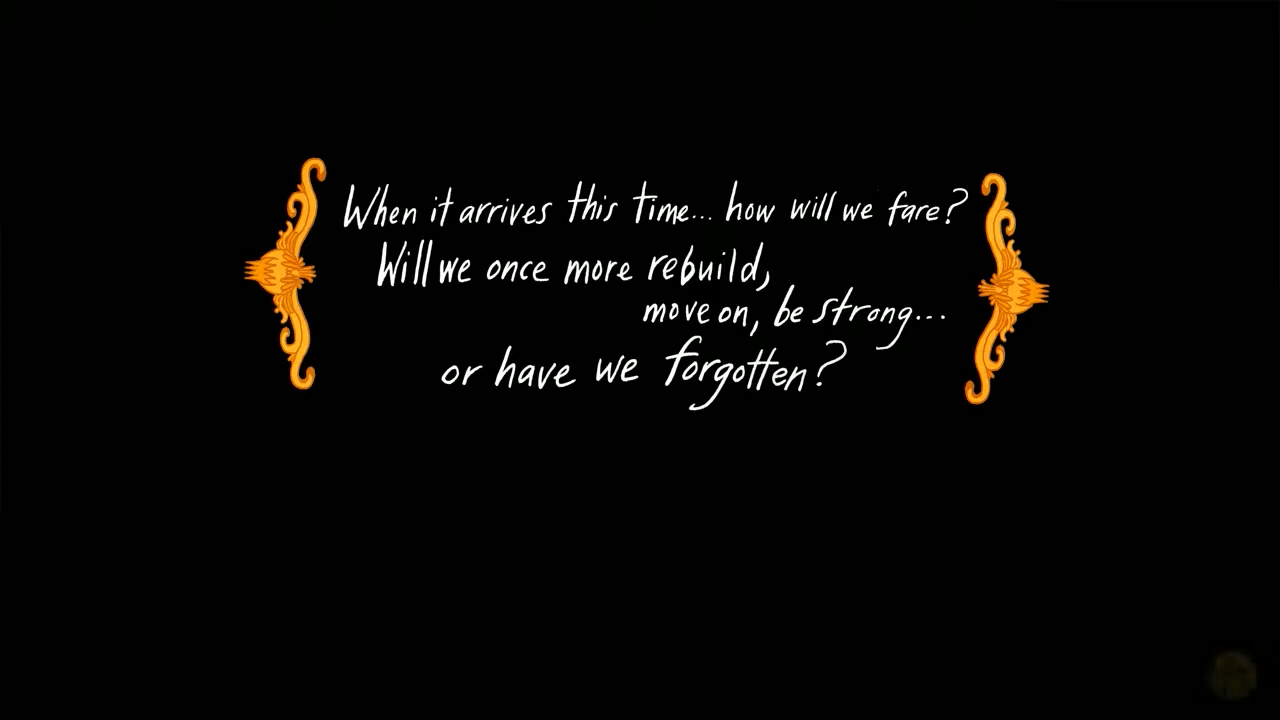 When it arrives this time... how will we fare?
Will we once more rebuild,
move on, be strong...
or have we forgotten?